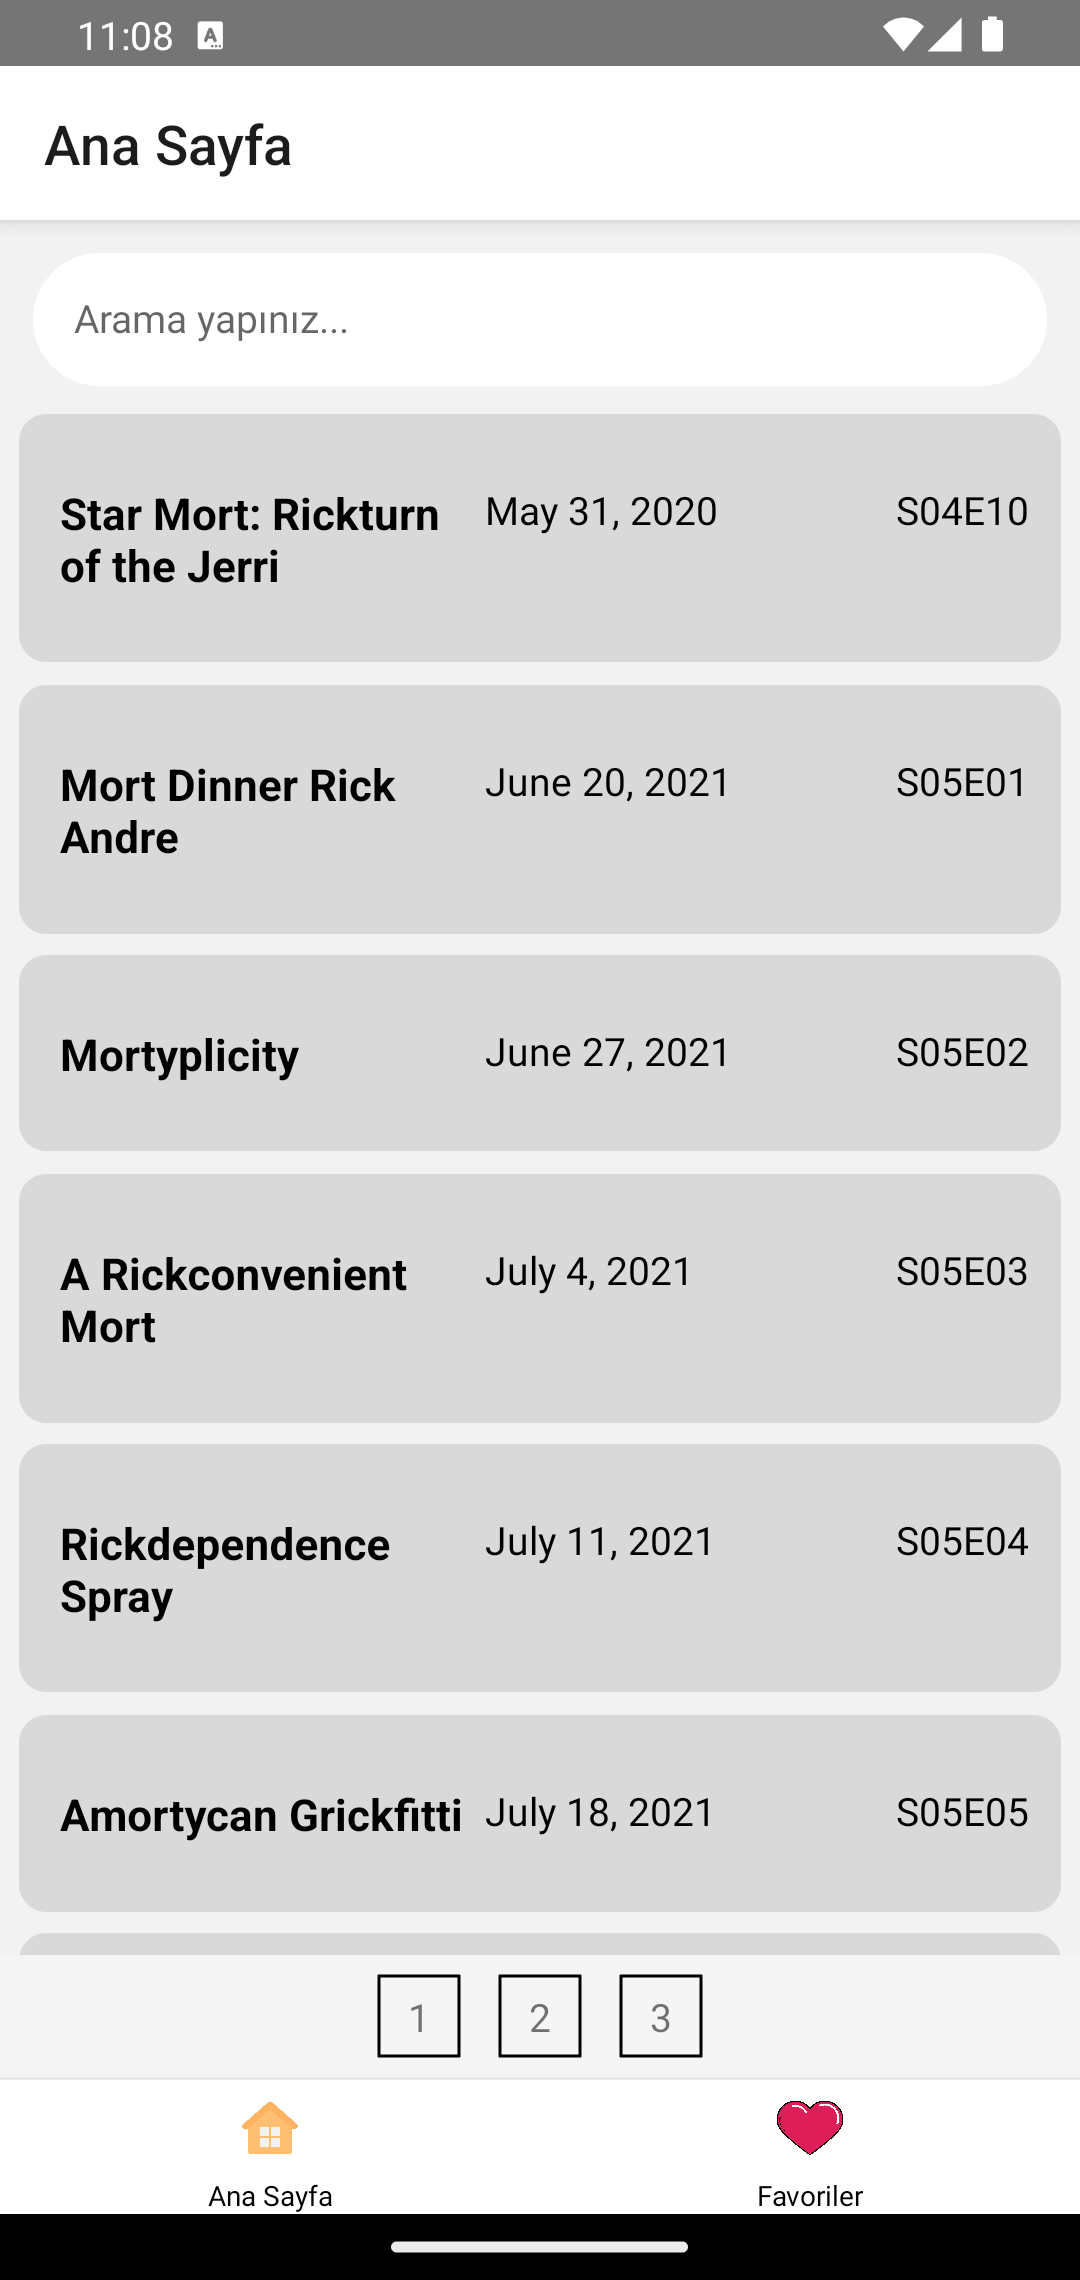 11:08
Ana Sayfa
Arama yapınız...
Star Mort: Rickturn
of the Jerri
May 31, 2020
S04E10
Mort Dinner Rick
Andre
June 20, 2021
S05E01
Mortyplicity
June 27, 2021
S05E02
A Rickconvenient
Mort
July 4, 2021
S05E03
Rickdependence
Spray
July 11, 2021
S05E04
Amortycan Grickfitti
July 18, 2021
S05E05
1 2 3
Ana Sayfa
Favoriler